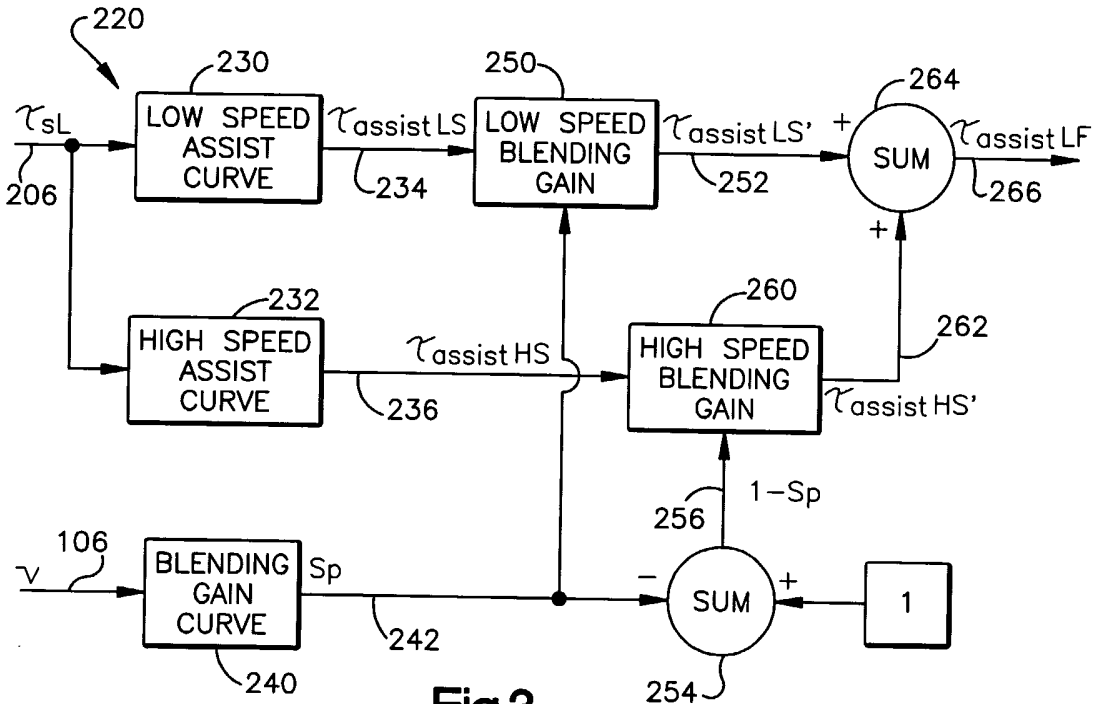 220
230
250
264
τsL
LOW SPEED
ASSIST
CURVE
τassist LS
LOW SPEED
BLENDING
GAIN
τassist LS'
+
SUM
τassist LF
206
234
252
266
+
232
260
HIGH SPEED
ASSIST
CURVE
τassist HS
HIGH SPEED
BLENDING
GAIN
262
236
τassist HS'
256
1-Sp
106
v
BLENDING
GAIN
CURVE
Sp
-
SUM
+
1
242
240
254
Fig.2